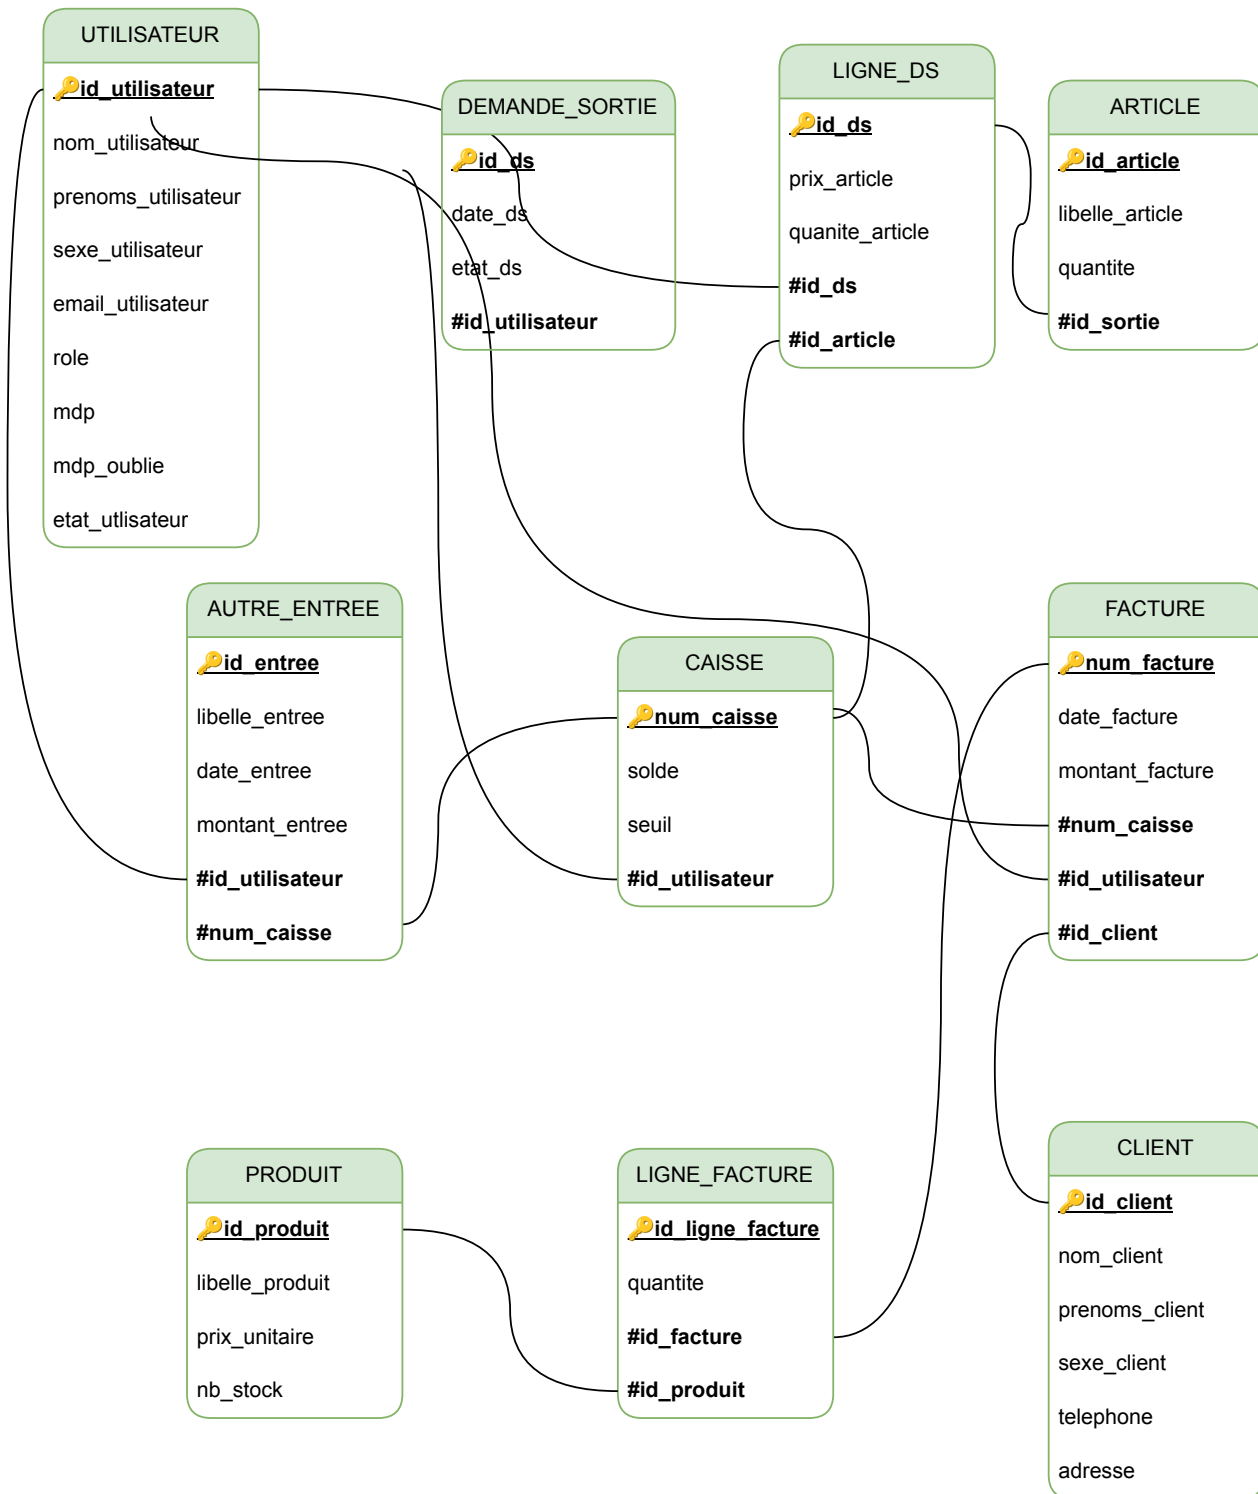 UTILISATEUR
🔑id_utilisateur
nom_utilisateur
prenoms_utilisateur
sexe_utilisateur
email_utilisateur
role
mdp
mdp_oublie
etat_utlisateur
DEMANDE_SORTIE
🔑id_ds
date_ds
etat_ds
#id_utilisateur
LIGNE_DS
🔑id_ds
prix_article
quanite_article
#id_ds
#id_article
ARTICLE
🔑id_article
libelle_article
quantite
#id_sortie
AUTRE_ENTREE
🔑id_entree
libelle_entree
date_entree
montant_entree
#id_utilisateur
#num_caisse
CAISSE
🔑num_caisse
solde
seuil
#id_utilisateur
FACTURE
🔑num_facture
date_facture
montant_facture
#num_caisse
#id_utilisateur
#id_client
PRODUIT
🔑id_produit
libelle_produit
prix_unitaire
nb_stock
LIGNE_FACTURE
🔑id_ligne_facture
quantite
#id_facture
#id_produit
CLIENT
🔑id_client
nom_client
prenoms_client
sexe_client
telephone
adresse